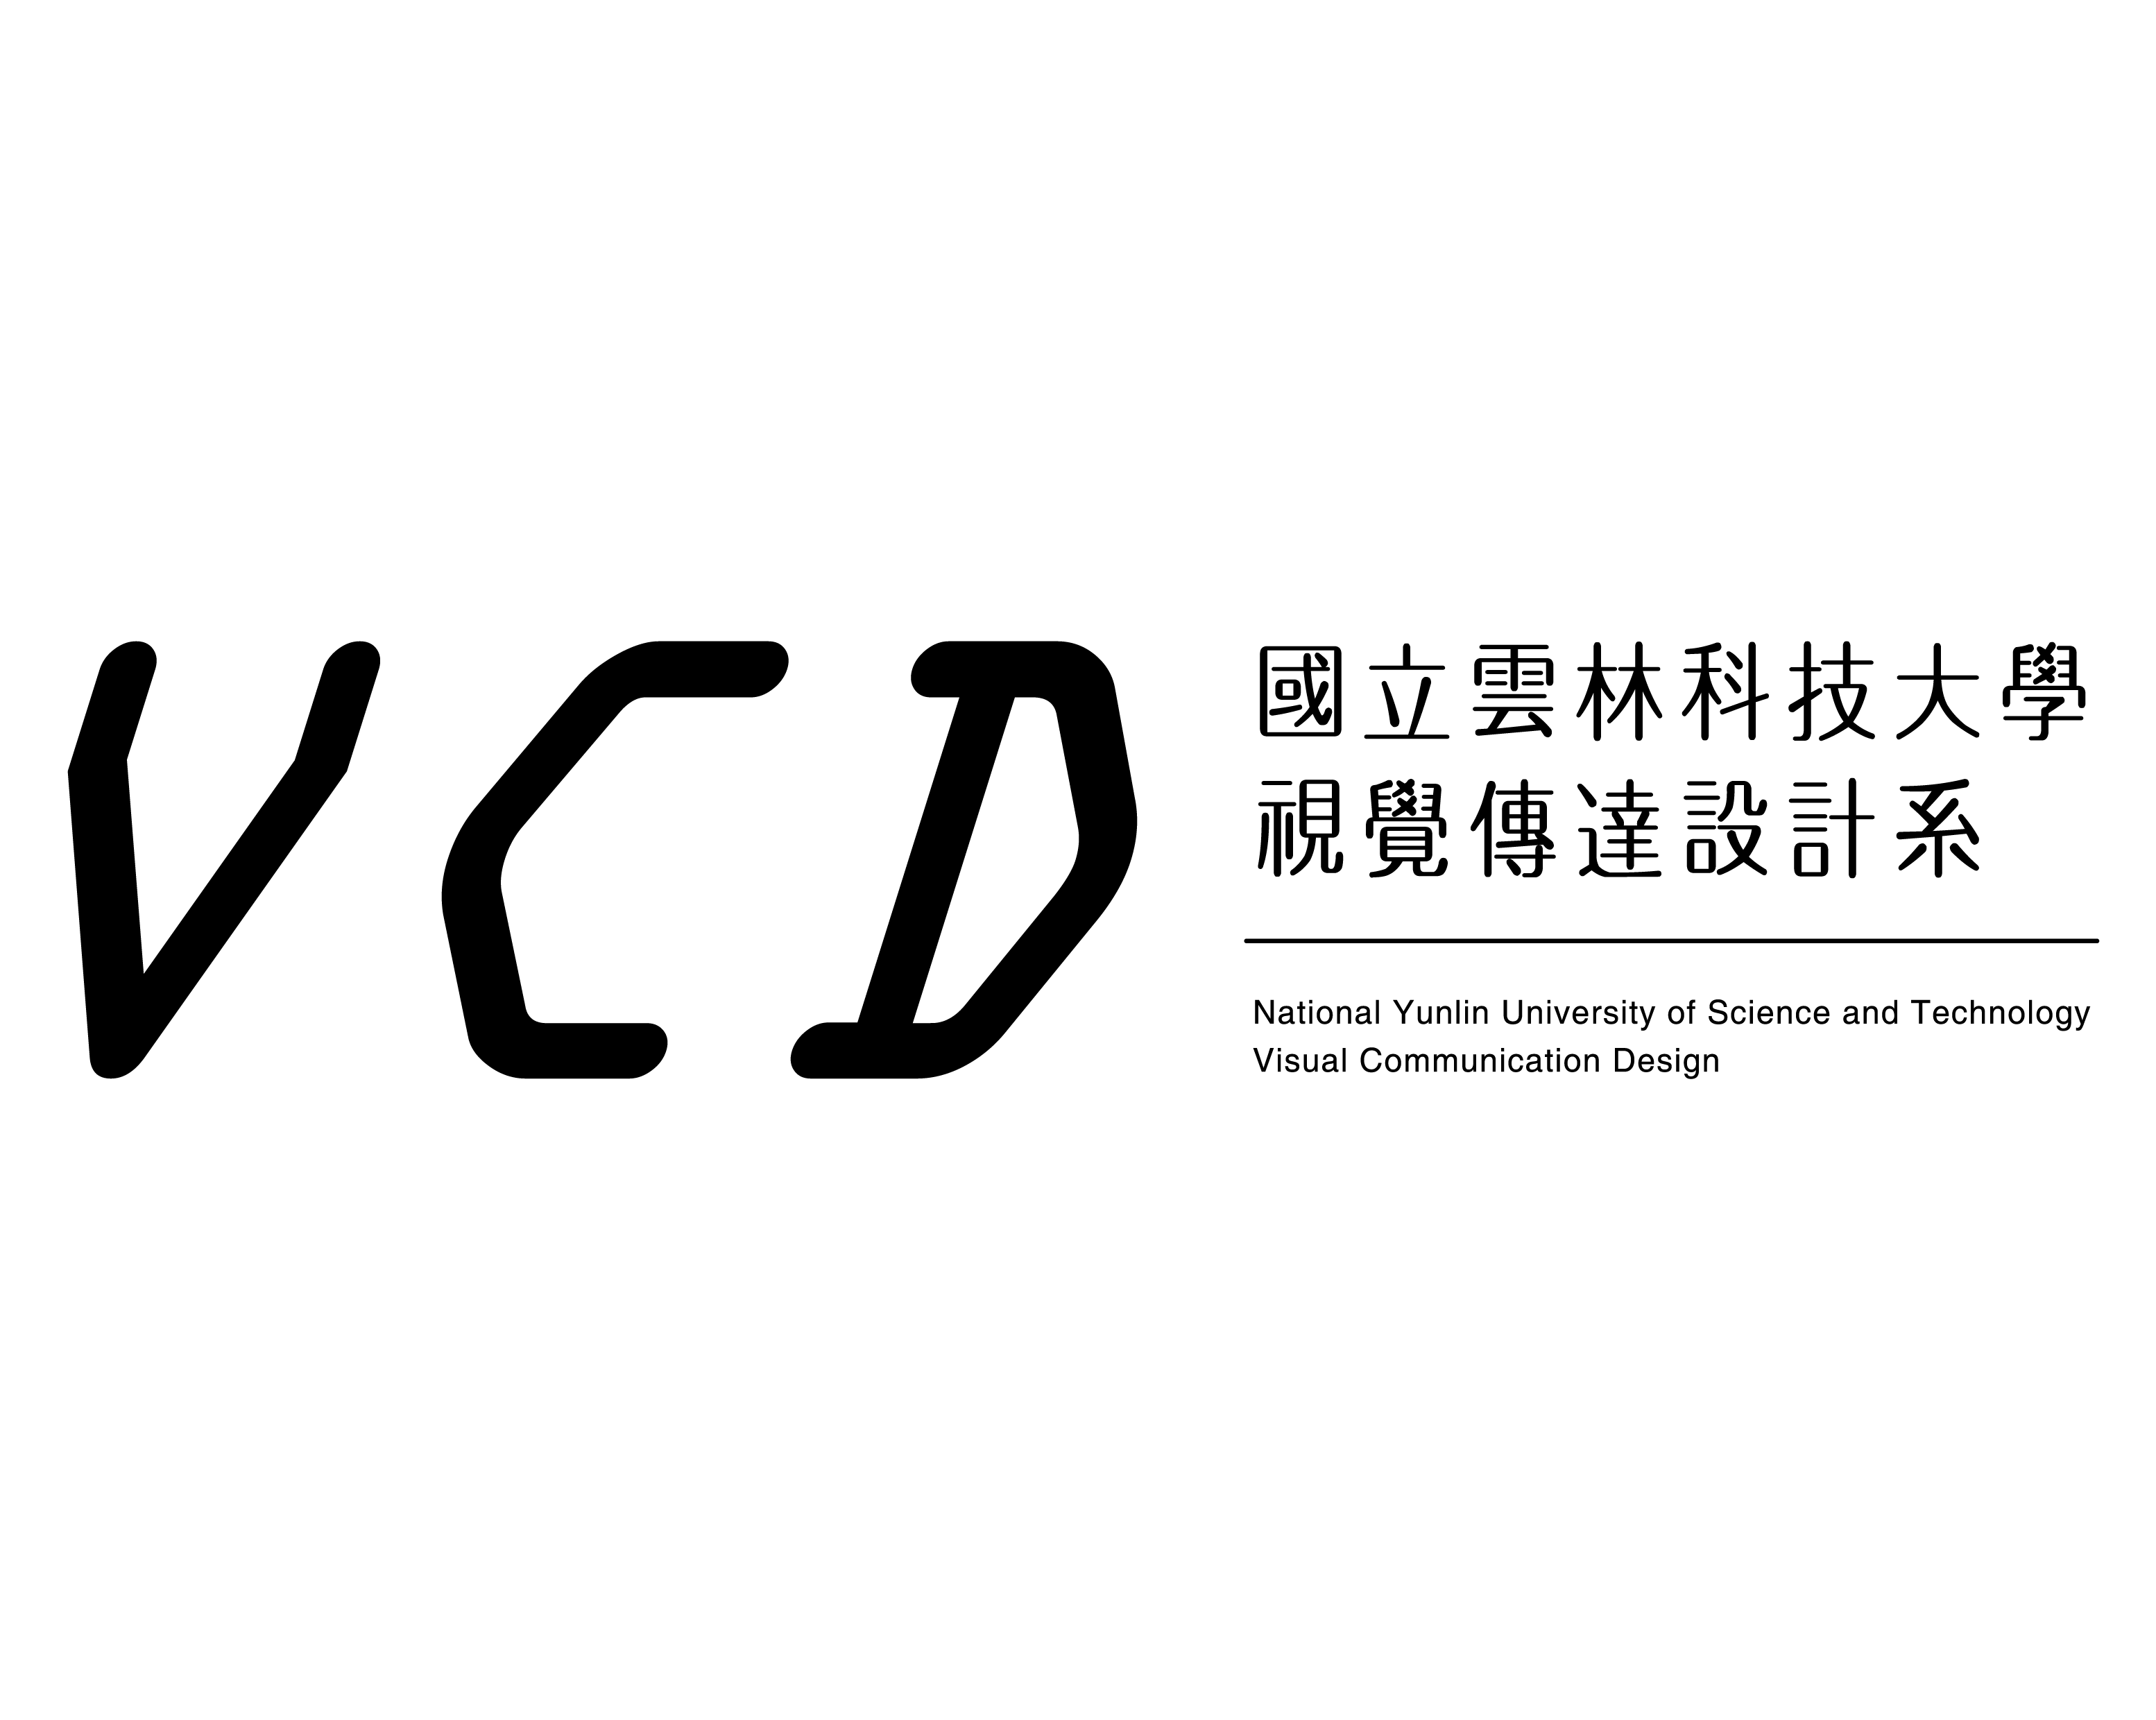 VCD
國立雲林科技大學
視覺傳達設計系
National Yunlin University of Science and Technology
Visual Communication Design